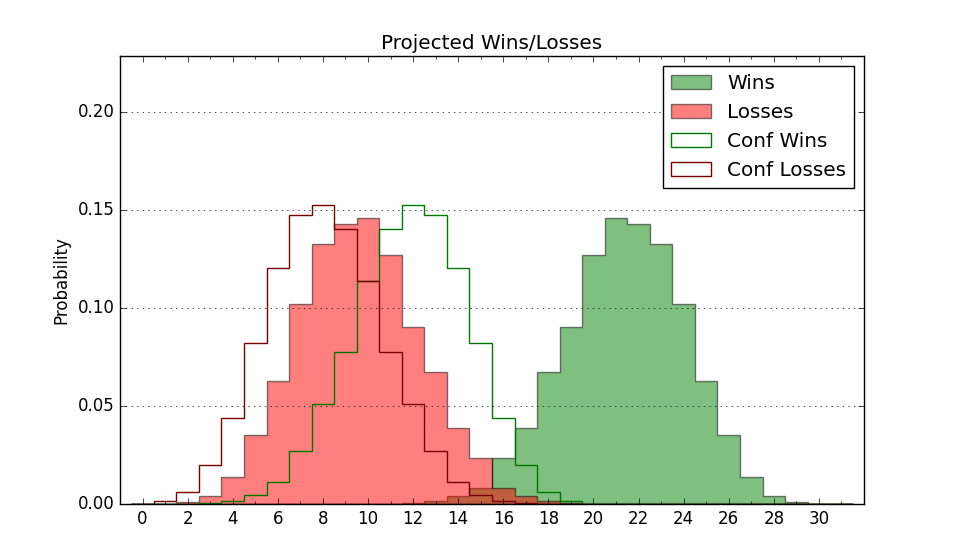 Projected Wins/Losses
Wins
Losses
Conf Wins
Conf Losses
Probability
0.20
0.15
0.10
0.05
0.00
0 2 4 6 8 10 12 14 16 18 20 22 24 26 28 30